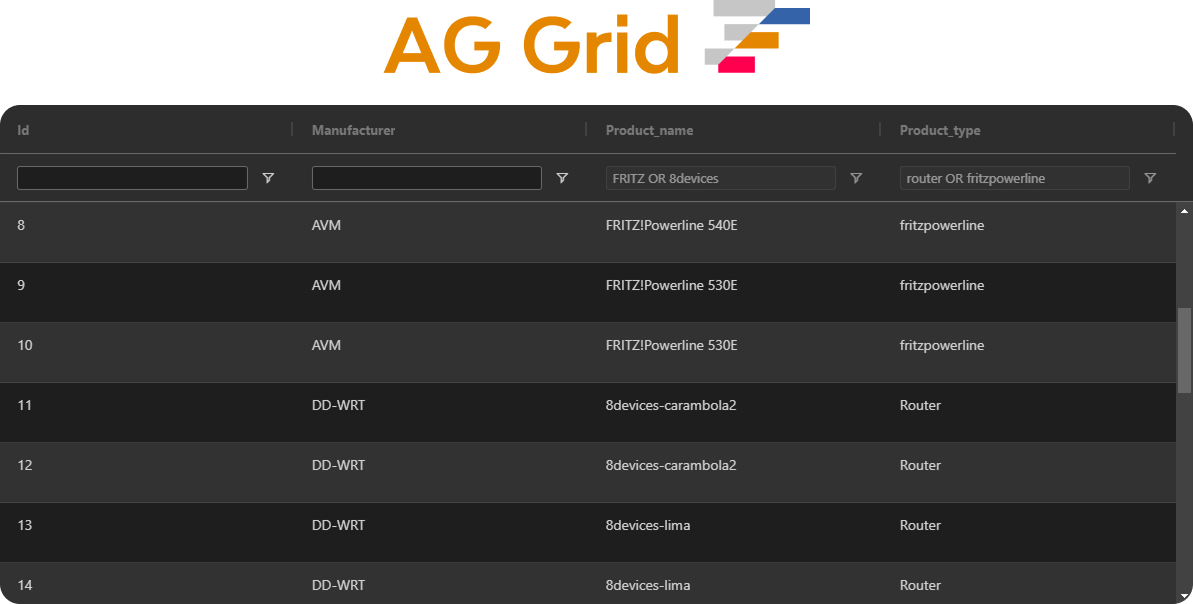 AG Grid
Id Manufacturer Product_name Product_type
FRITZ OR 8devices router OR fritzpowerline
8 AVM FRITZ!Powerline 540E fritzpowerline
9 AVM FRITZ!Powerline 530E fritzpowerline
10 AVM FRITZ!Powerline 530E fritzpowerline
11 DD-WRT 8devices-carambola2 Router
12 DD-WRT 8devices-carambola2 Router
13 DD-WRT 8devices-lima Router
14 DD-WRT 8devices-lima Router